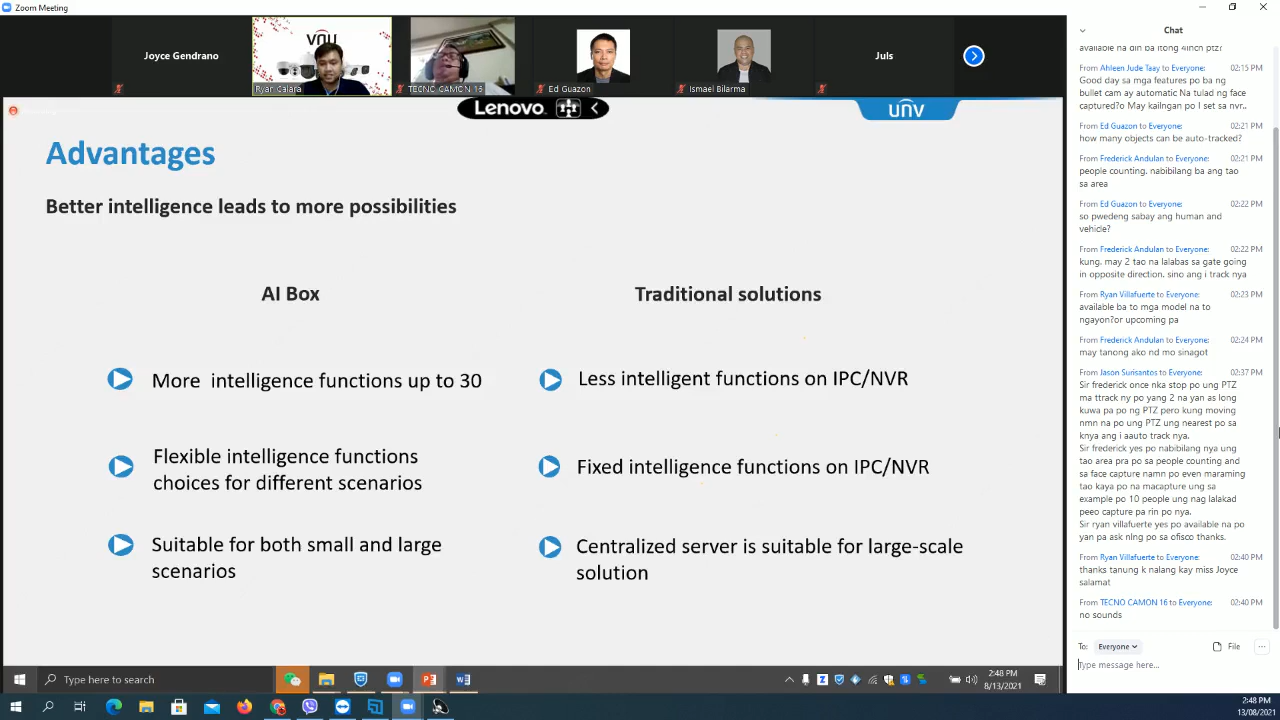 Zoom Meeting
Joyce Gendrano
Ryan Calara
TECNO CAMON 16
Ed Guazon
Ismael Bilarma
Juls
Lenovo
unv
Advantages
Better intelligence leads to more possibilities
AI Box
Traditional solutions
More intelligence functions up to 30
Less intelligent functions on IPC/NVR
Flexible intelligence functions
choices for different scenarios
Fixed intelligence functions on IPC/NVR
Suitable for both small and large
scenarios
Centralized server is suitable for large-scale
solution
Type here to search
2:48 PM
8/13/2021
Chat
available na din ba itong 4inch ptz?
From Ahleen Jude Taay to Everyone: 02:15 PM
Good day sa mga features po ba ng
bullet cam ay automatic Na tulad ng face
captured?o May kailngan po I set sa nvr..
From Ed Guazon to Everyone: 02:21 PM
how many objects can be auto-tracked?
From Frederick Andulan to Everyone: 02:21 PM
people counting. nabibilang ba ang tao
sa area
From Ed Guazon to Everyone: 02:22 PM
so pwedeng sabay ang human and
vehicle?
From Frederick Andulan to Everyone: 02:22 PM
kung. may 2 tao na lalabas sa gate going
in opposite direction. sino ang i track nya
From Ryan Villafuerte to Everyone: 02:23 PM
available ba to mga model na to
ngayon?or upcoming pa
From Frederick Andulan to Everyone: 02:24 PM
may tanong ako nd mo sinagot
From Jason Surisantos to Everyone: 02:37 PM
Sir frederick once nka stop po ung PTZ
ma ttrack ny po yang 2 na yan as long
kuwa pa po ng PTZ pero kung moving
nmn na po ung PTZ ung nearest po sa
knya ang i aauto track nya.
Sir frederick yes po nabibilang nya ung
tao area pra po sa people counting and
sa face capture namn po even maraming
tao kaya po na macapture ung sa
example po 10 people ung nag lalakad
peeo capture pa rin po nya.
Sir ryan villafuerte yes po available na po
yan pa ask nlng po sa ofisco thanks.
From Ryan Villafuerte to Everyone: 02:40 PM
thanks tanung k nalang kay miss Joyce
salamat
From TECNO CAMON 16 to Everyone: 02:40 PM
no sounds
To: Everyone
File
Type message here...
2:48 PM
13/08/2021